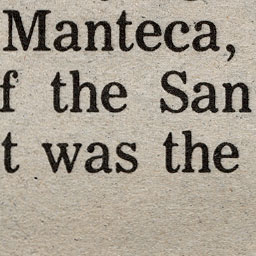 Manteca,
f the San
t was the